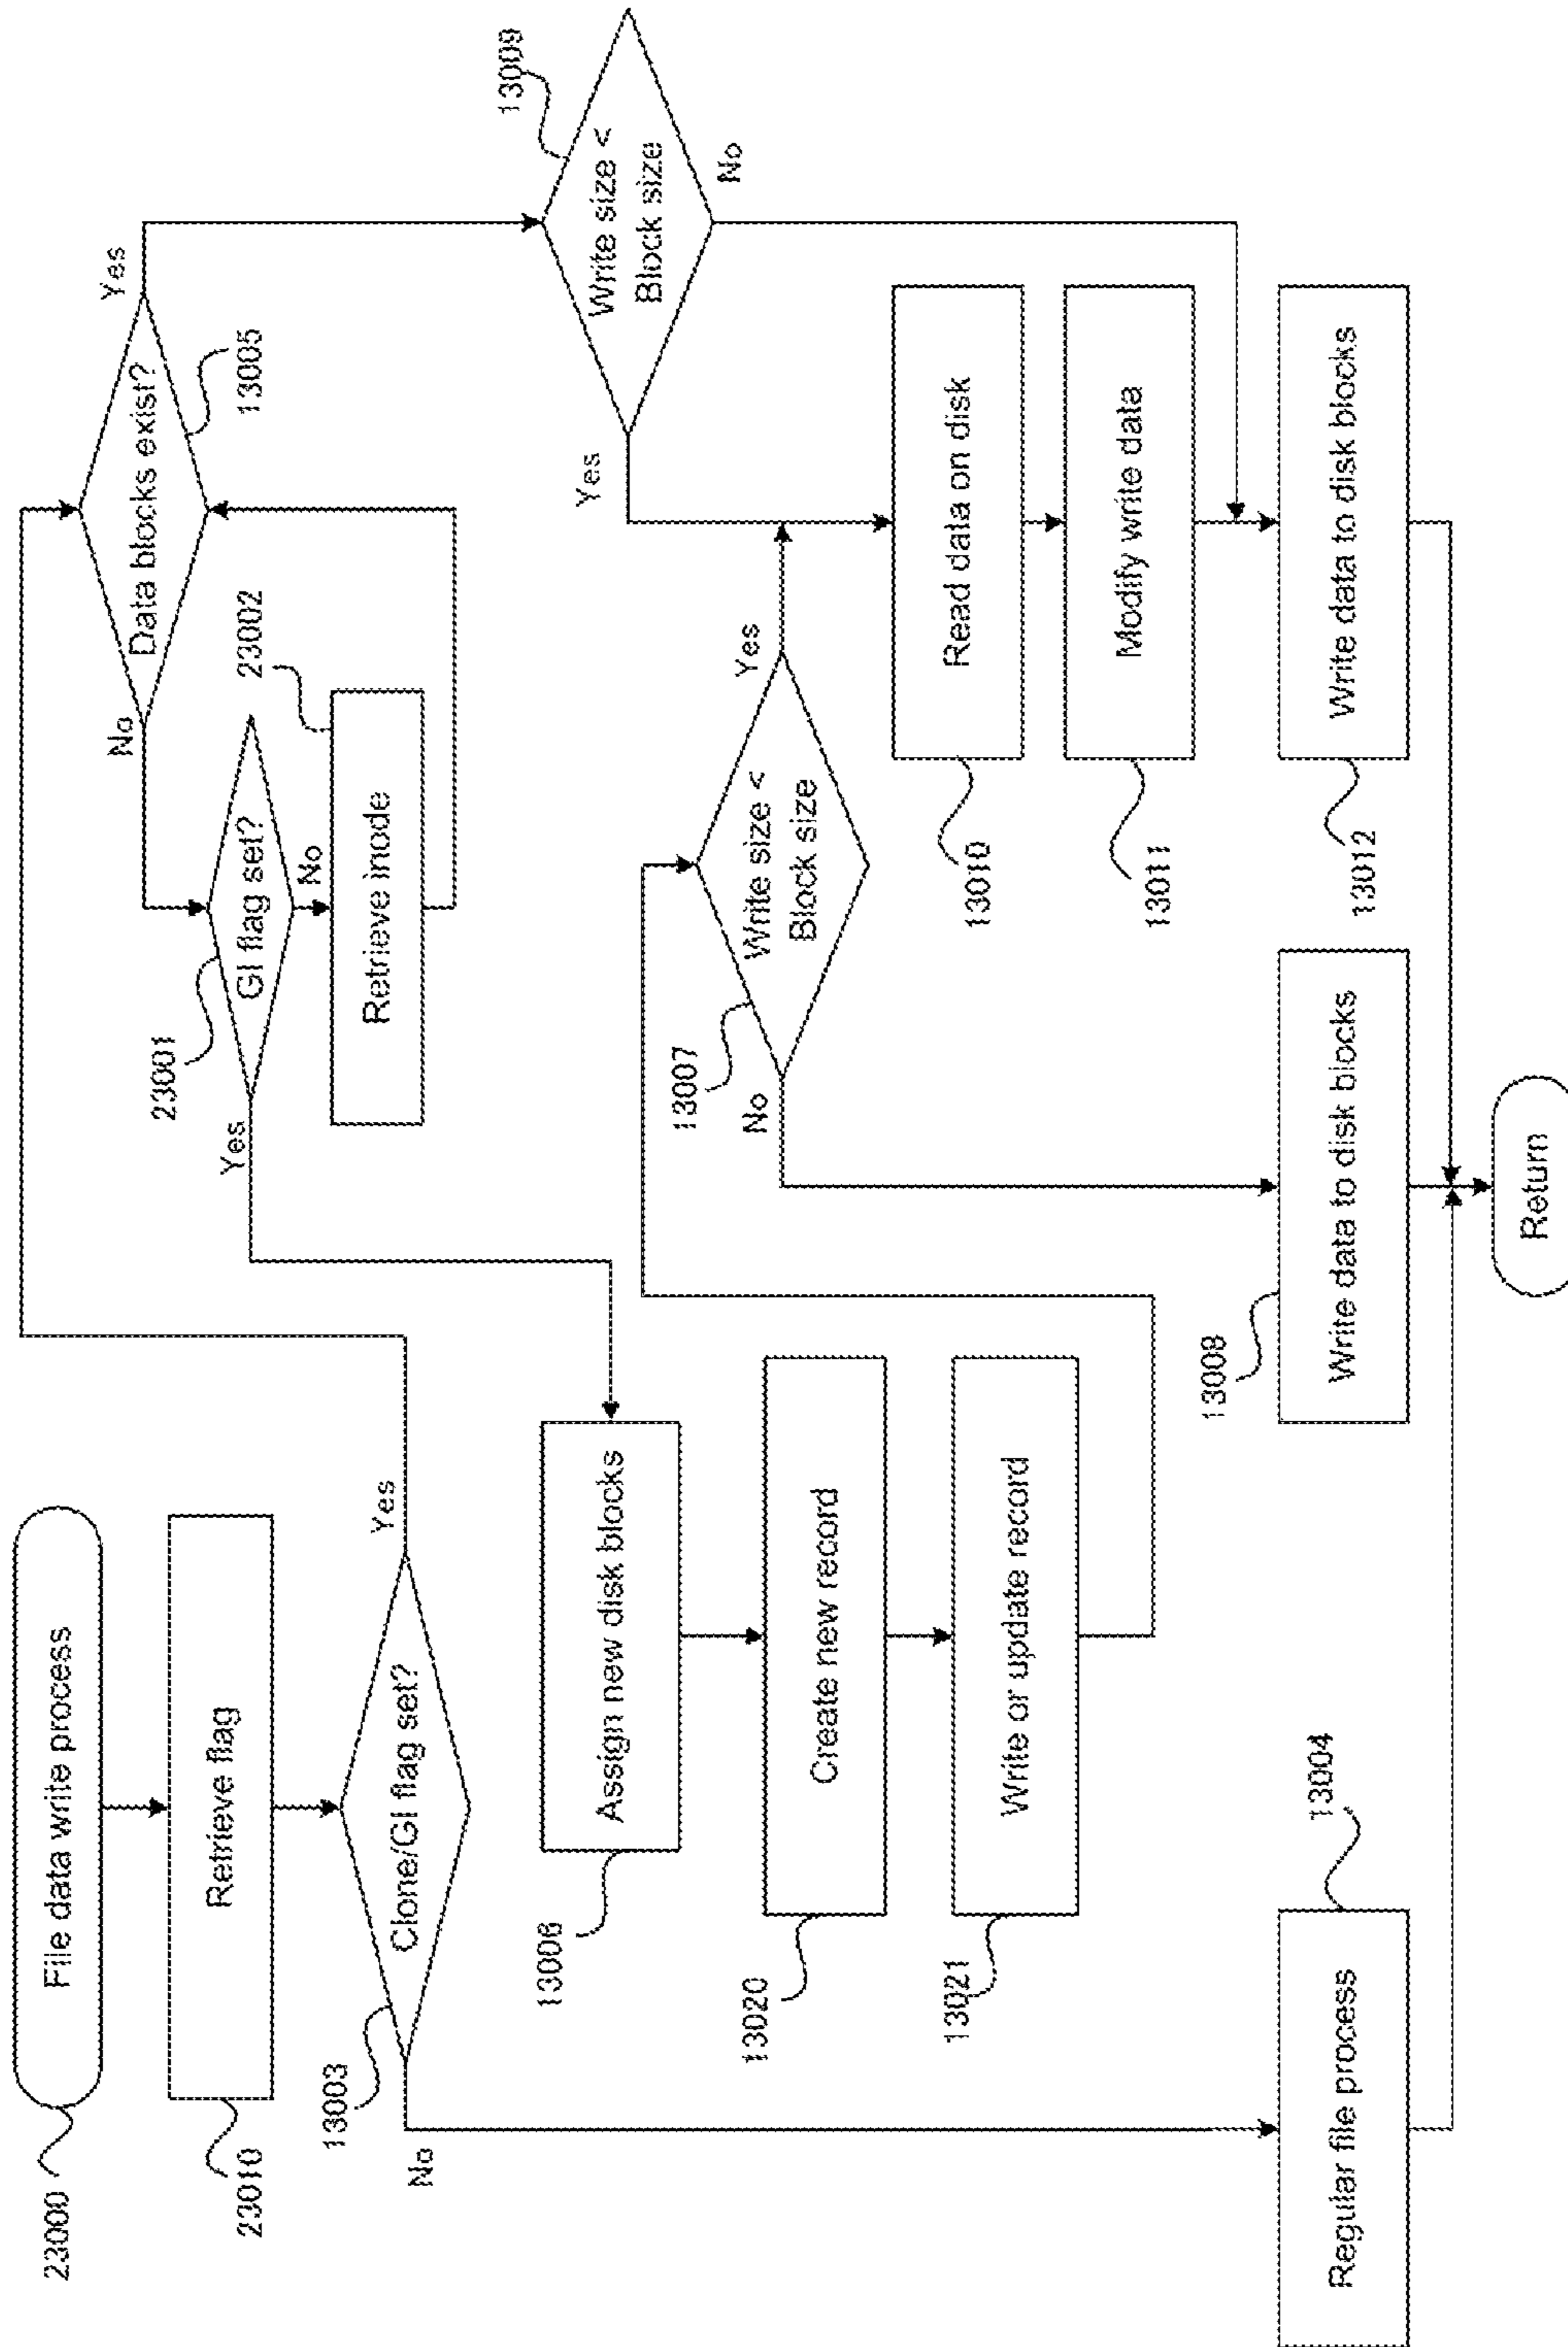 23000
File data write process
23010
Retrieve flag
13003
Clone/GI flag set?
Yes
No
Data blocks exist?
Yes
No
13005
23001
GI flag set?
Yes
No
23002
Retrieve inode
13006
Assign new disk blocks
13020
Create new record
13021
Write or update record
13007
Write size <
Block size
Yes
No
13009
Write size <
Block size
Yes
No
13010
Read data on disk
13011
Modify write data
13012
Write data to disk blocks
13008
Write data to disk blocks
13004
Regular file process
Return